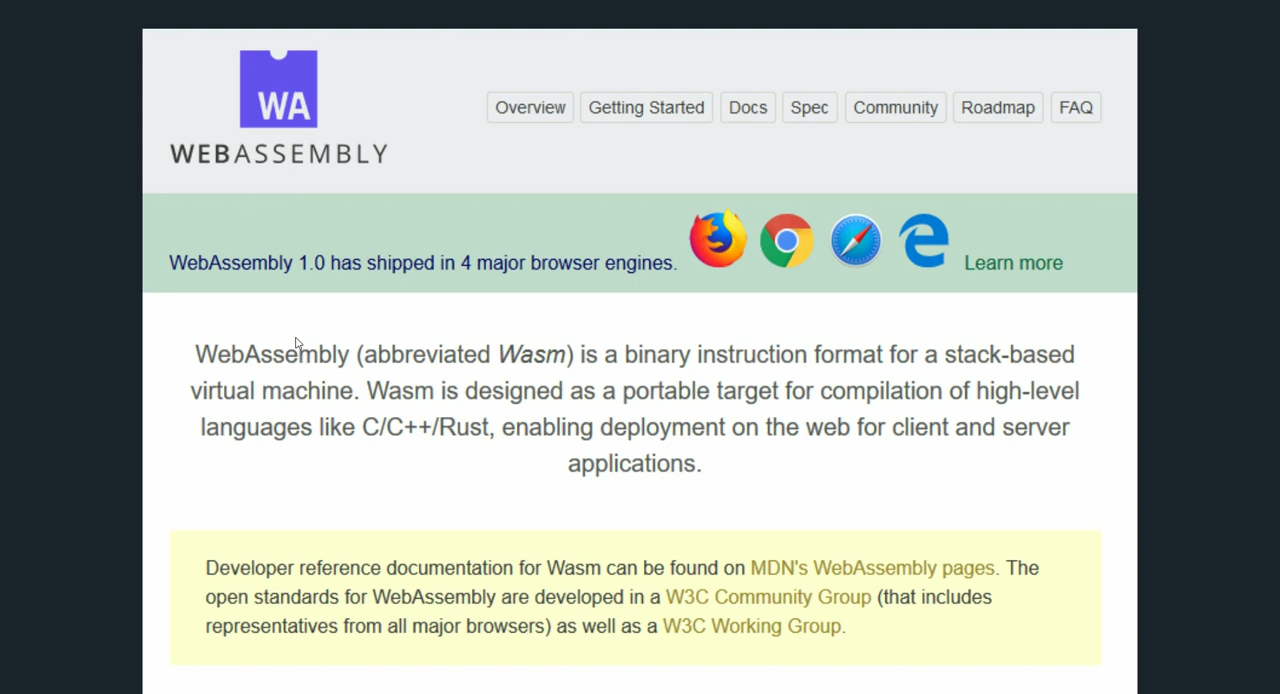 WA
WEBASSEMBLY
Overview Getting Started Docs Spec Community Roadmap FAQ
WebAssembly 1.0 has shipped in 4 major browser engines. Learn more
WebAssembly (abbreviated Wasm) is a binary instruction format for a stack-based
virtual machine. Wasm is designed as a portable target for compilation of high-level
languages like C/C++/Rust, enabling deployment on the web for client and server
applications.
Developer reference documentation for Wasm can be found on MDN's WebAssembly pages. The
open standards for WebAssembly are developed in a W3C Community Group (that includes
representatives from all major browsers) as well as a W3C Working Group.